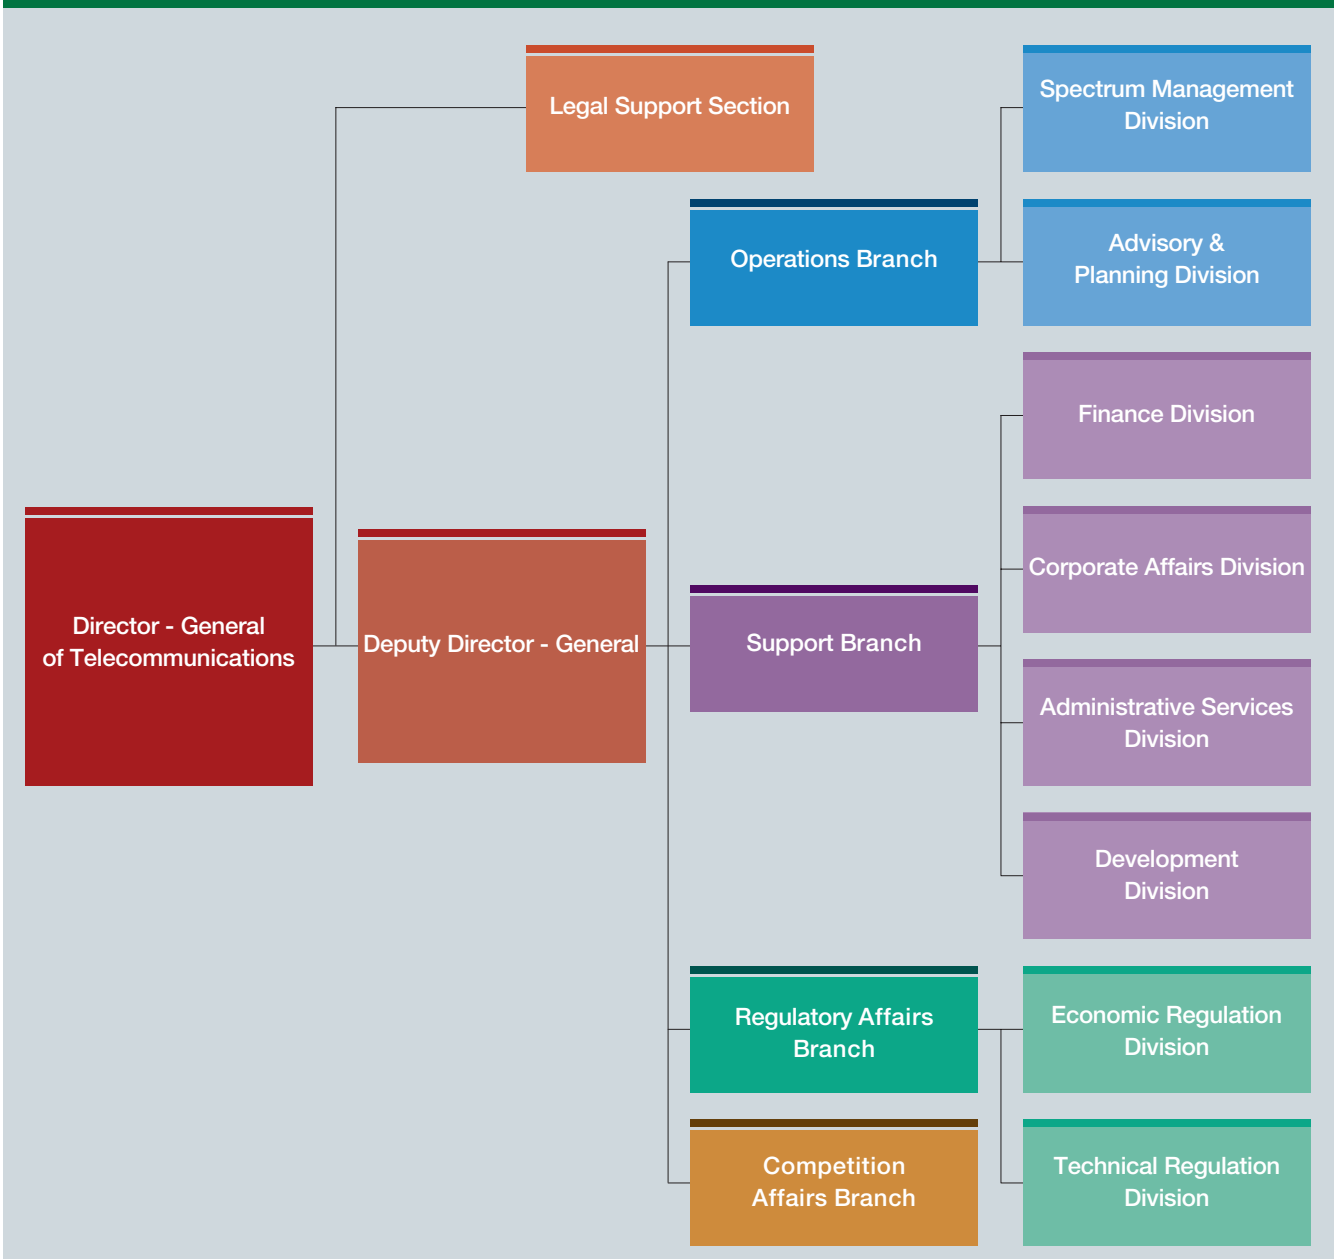 Legal Support Section
Spectrum Management
Division
Operations Branch
Advisory &
Planning Division
Finance Division
Corporate Affairs Division
Director - General
of Telecommunications
Deputy Director - General
Support Branch
Administrative Services
Division
Development
Division
Regulatory Affairs
Branch
Economic Regulation
Division
Competition
Affairs Branch
Technical Regulation
Division